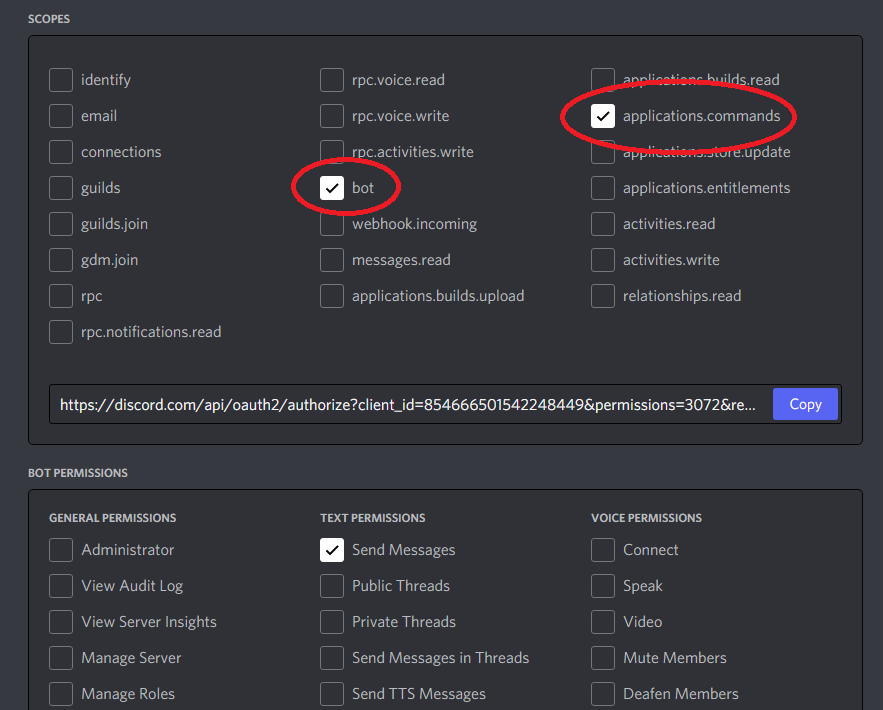 SCOPES
identify
rpc.voice.read
applications.builds.read
email
rpc.voice.write
applications.commands
connections
rpc.activities.write
applications.store.update
guilds
bot
applications.entitlements
guilds.join
webhook.incoming
activities.read
gdm.join
messages.read
activities.write
rpc
applications.builds.upload
relationships.read
rpc.notifications.read
https://discord.com/api/oauth2/authorize?client_id=854666501542248449&permissions=3072&re...
Copy
BOT PERMISSIONS
GENERAL PERMISSIONS
TEXT PERMISSIONS
VOICE PERMISSIONS
Administrator
Send Messages
Connect
View Audit Log
Public Threads
Speak
View Server Insights
Private Threads
Video
Manage Server
Send Messages in Threads
Mute Members
Manage Roles
Send TTS Messages
Deafen Members